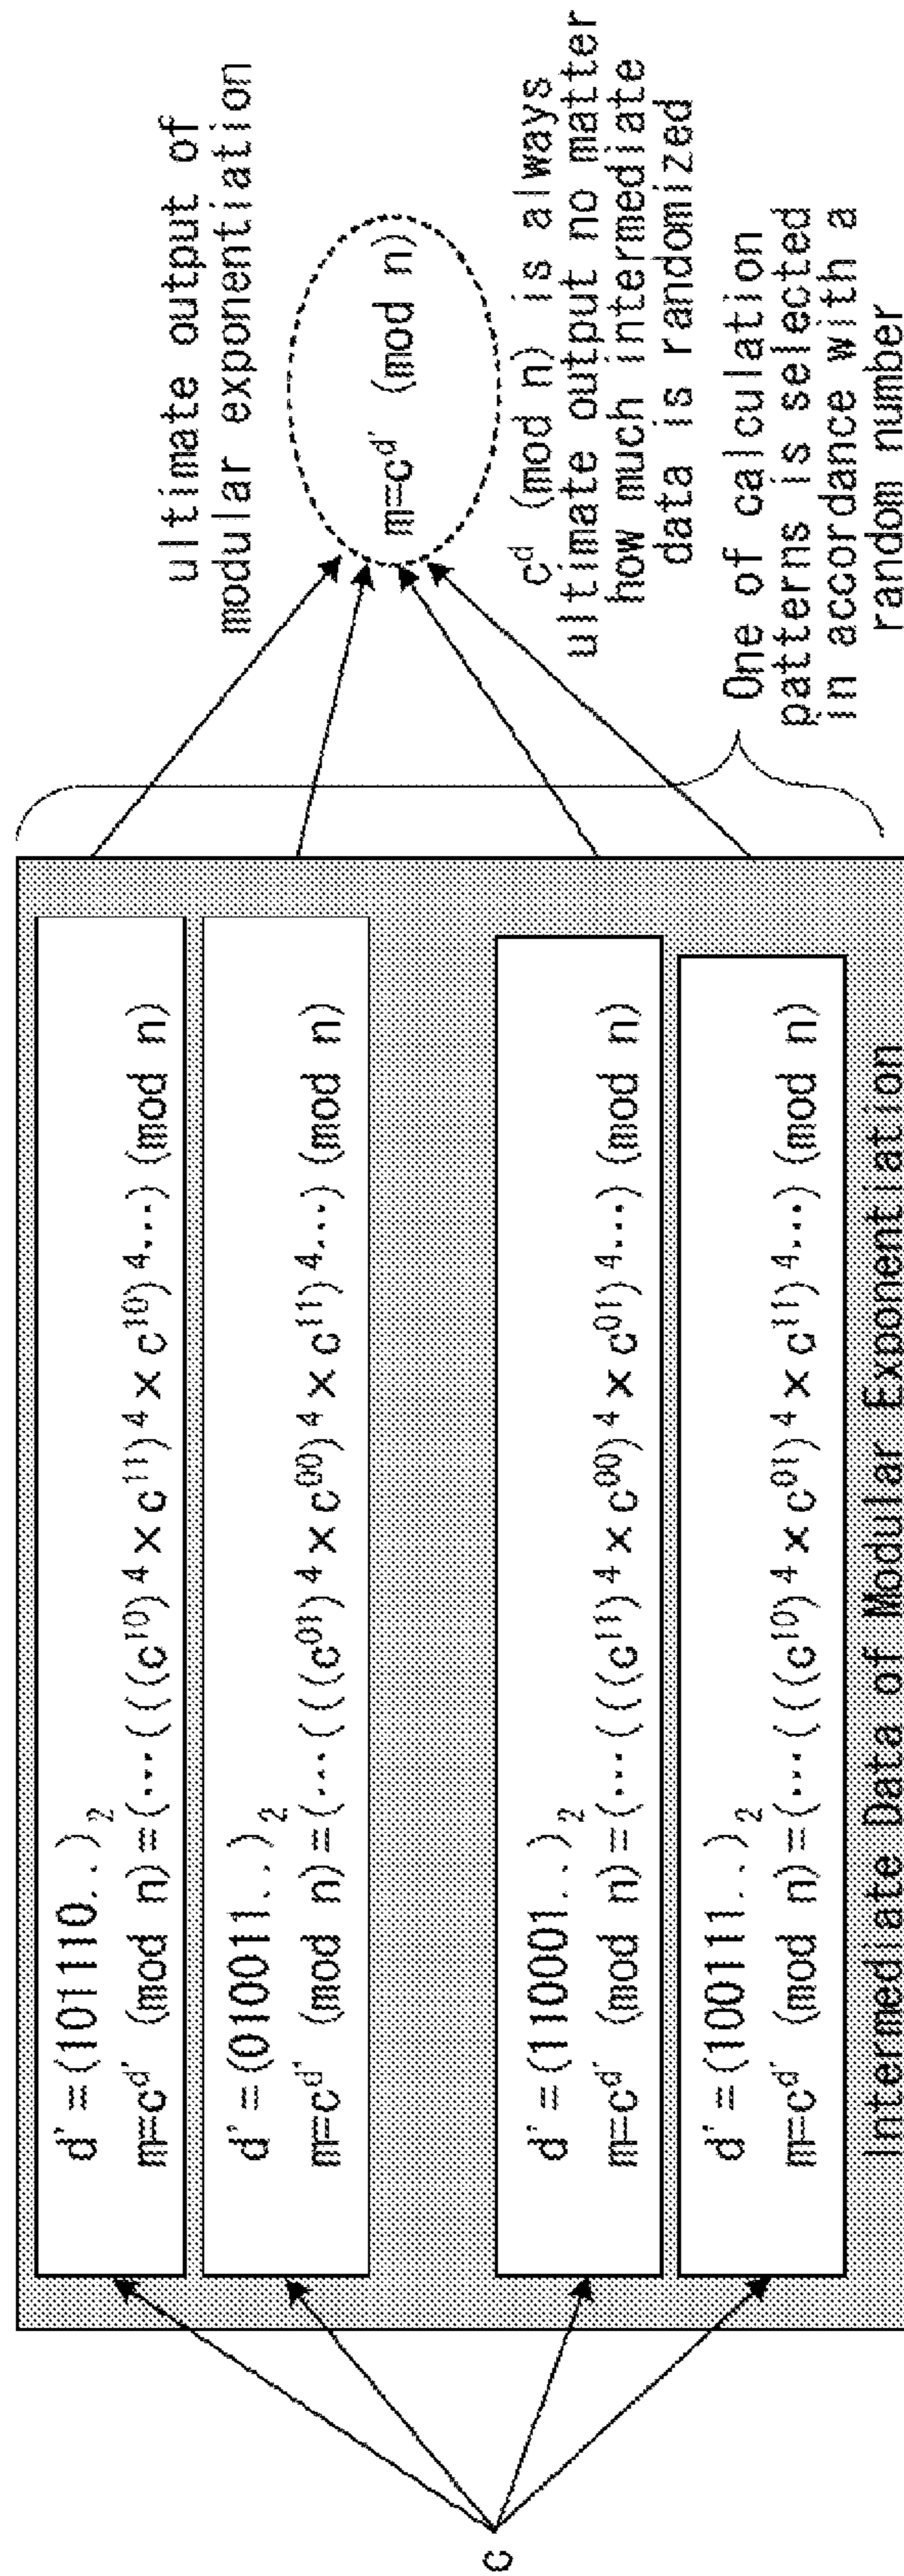 c
d'=(101110..)₂
m=c^d' (mod n)=(…(((c^10)^4×c^11)^4×c^10)^4…)(mod n)
d'=(010011..)₂
m=c^d' (mod n)=(…(((c^01)^4×c^00)^4×c^11)^4…)(mod n)
d'=(110001..)₂
m=c^d' (mod n)=(…(((c^11)^4×c^00)^4×c^01)^4…)(mod n)
d'=(100111..)₂
m=c^d' (mod n)=(…(((c^10)^4×c^01)^4×c^11)^4…)(mod n)
Intermediate Data of Modular Exponentiation
ultimate output of
modular exponentiation
m=c^d' (mod n)
c^d (mod n) is always
ultimate output no matter
how much intermediate
data is randomized
One of calculation
patterns is selected
in accordance with a
random number